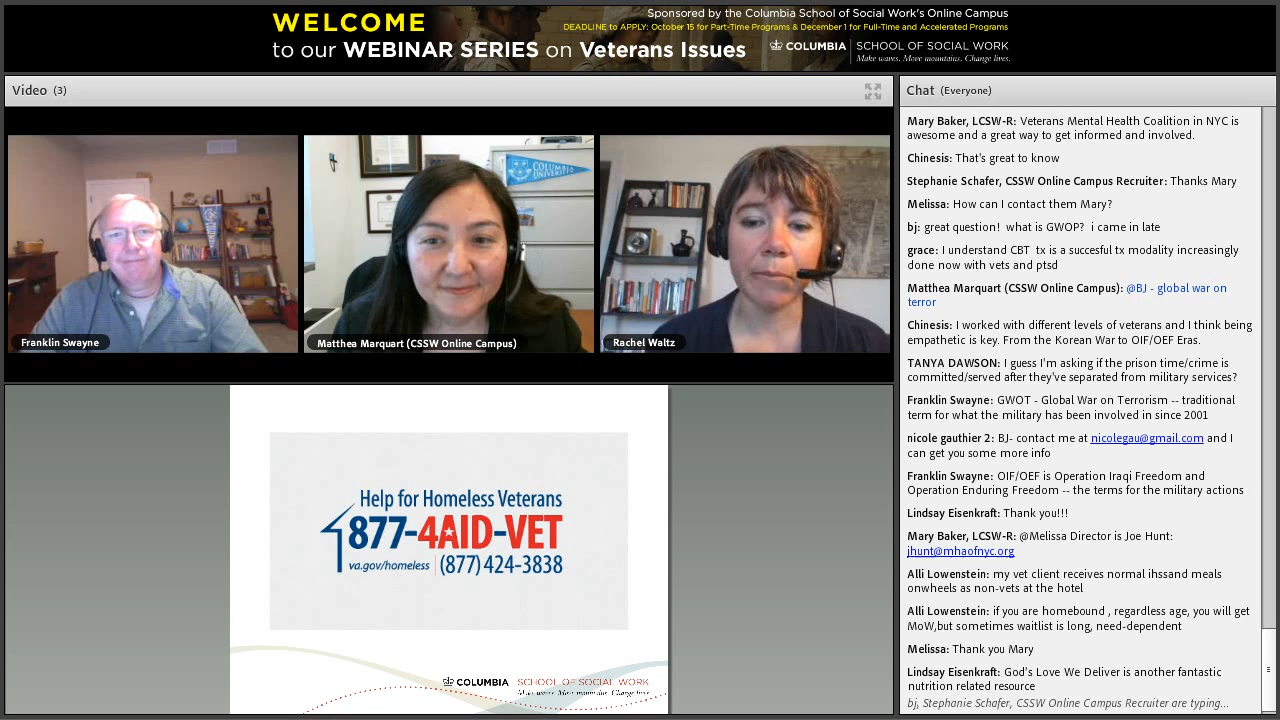 WELCOME
to our WEBINAR SERIES on Veterans Issues
Sponsored by the Columbia School of Social Work's Online Campus
DEADLINE to APPLY: October 15 for Part-Time Programs & December 1 for Full-Time and Accelerated Programs
COLUMBIA SCHOOL OF SOCIAL WORK
Make waves. Move mountains. Change lives.
Video (3)
COLUMBIA
UNIVERSITY
Franklin Swayne
Matthea Marquart (CSSW Online Campus)
Rachel Waltz
Help for Homeless Veterans
877-4AID-VET
va.gov/homeless (877) 424-3838
COLUMBIA SCHOOL OF SOCIAL WORK
Make waves. Move mountains. Change lives.
Chat (Everyone)
Mary Baker, LCSW-R: Veterans Mental Health Coalition in NYC is
awesome and a great way to get informed and involved.
Chinesis: That's great to know
Stephanie Schafer, CSSW Online Campus Recruiter: Thanks Mary
Melissa: How can I contact them Mary?
bj: great question! what is GWOP? i came in late
grace: I understand CBT tx is a succesful tx modality increasingly
done now with vets and ptsd
Matthea Marquart (CSSW Online Campus): @BJ - global war on
terror
Chinesis: I worked with different levels of veterans and I think being
empathetic is key. From the Korean War to OIF/OEF Eras.
TANYA DAWSON: I guess I'm asking if the prison time/crime is
committed/served after they've separated from military services?
Franklin Swayne: GWOT - Global War on Terrorism -- traditional
term for what the military has been involved in since 2001
nicole gauthier 2: BJ- contact me at nicolegau@gmail.com and I
can get you some more info
Franklin Swayne: OIF/OEF is Operation Iraqi Freedom and
Operation Enduring Freedom -- the terms for the military actions
Lindsay Eisenkraft: Thank you!!!
Mary Baker, LCSW-R: @Melissa Director is Joe Hunt:
jhunt@mhaofnyc.org
Alli Lowenstein: my vet client receives normal ihssand meals
onwheels as non-vets at the hotel
Alli Lowenstein: if you are homebound , regardless age, you will get
MoW,but sometimes waitlist is long, need-dependent
Melissa: Thank you Mary
Lindsay Eisenkraft: God's Love We Deliver is another fantastic
nutrition related resource
bj, Stephanie Schafer, CSSW Online Campus Recruiter are typing...